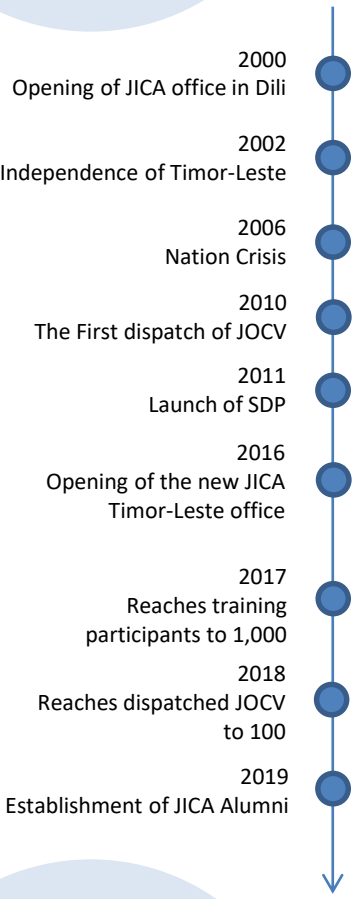 2000
Opening of JICA office in Dili
2002
Independence of Timor-Leste
2006
Nation Crisis
2010
The First dispatch of JOCV
2011
Launch of SDP
2016
Opening of the new JICA
Timor-Leste office
2017
Reaches training
participants to 1,000
2018
Reaches dispatched JOCV
to 100
2019
Establishment of JICA Alumni